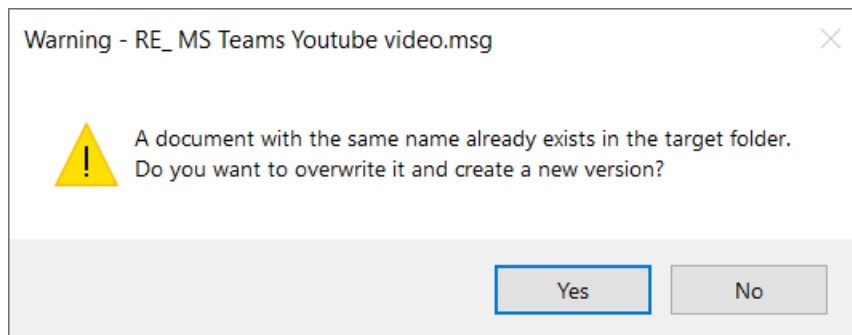 Warning - RE_ MS Teams Youtube video.msg
!
A document with the same name already exists in the target folder.
Do you want to overwrite it and create a new version?
Yes
No